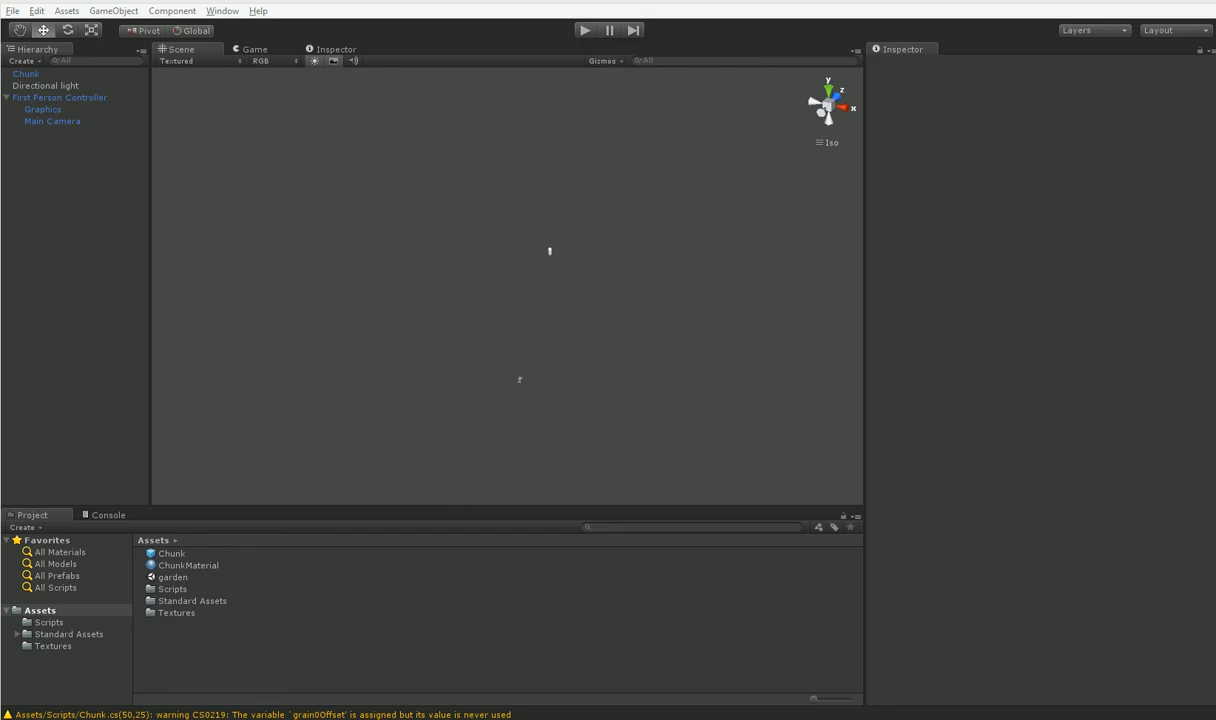 File Edit Assets GameObject Component Window Help
Pivot Global Layers Layout
Hierarchy Scene Game Inspector Inspector
Create All Textured RGB Gizmos All
Chunk
Directional light
First Person Controller
Graphics
Main Camera
y
z
x
Iso
Project Console
Create
Favorites
All Materials
All Models
All Prefabs
All Scripts
Assets
Scripts
Standard Assets
Textures
Assets
Chunk
ChunkMaterial
garden
Scripts
Standard Assets
Textures
Assets/Scripts/Chunk.cs(50,25): warning CS0219: The variable `grain0Offset' is assigned but its value is never used